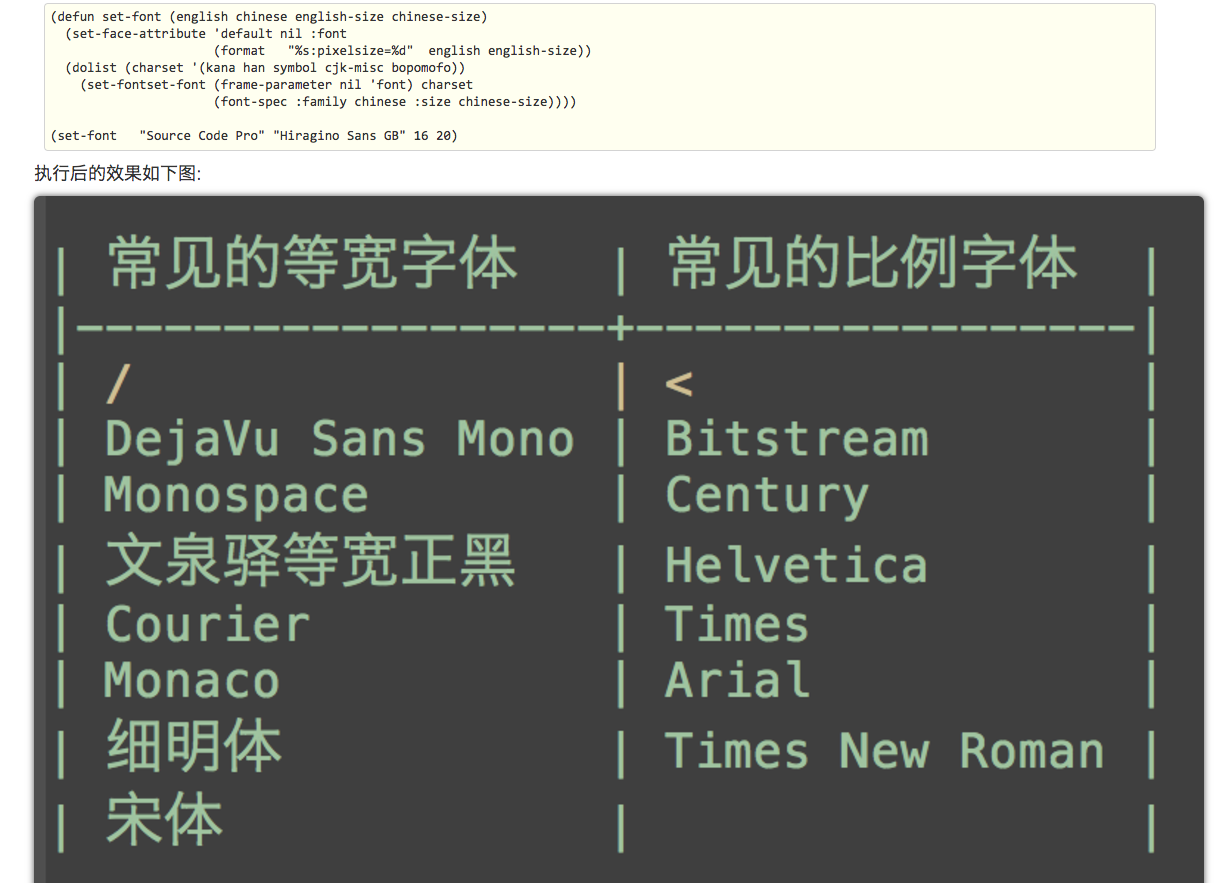 (defun set-font (english chinese english-size chinese-size)
  (set-face-attribute 'default nil :font
                      (format   "%s:pixelsize=%d"  english english-size))
  (dolist (charset '(kana han symbol cjk-misc bopomofo))
    (set-fontset-font (frame-parameter nil 'font) charset
                      (font-spec :family chinese :size chinese-size))))
(set-font   "Source Code Pro" "Hiragino Sans GB" 16 20)
执行后的效果如下图:
| 常见的等宽字体 | 常见的比例字体 |
|------------------+-----------------|
| / | < |
| DejaVu Sans Mono | Bitstream |
| Monospace | Century |
| 文泉驿等宽正黑 | Helvetica |
| Courier | Times |
| Monaco | Arial |
| 细明体 | Times New Roman |
| 宋体 | |